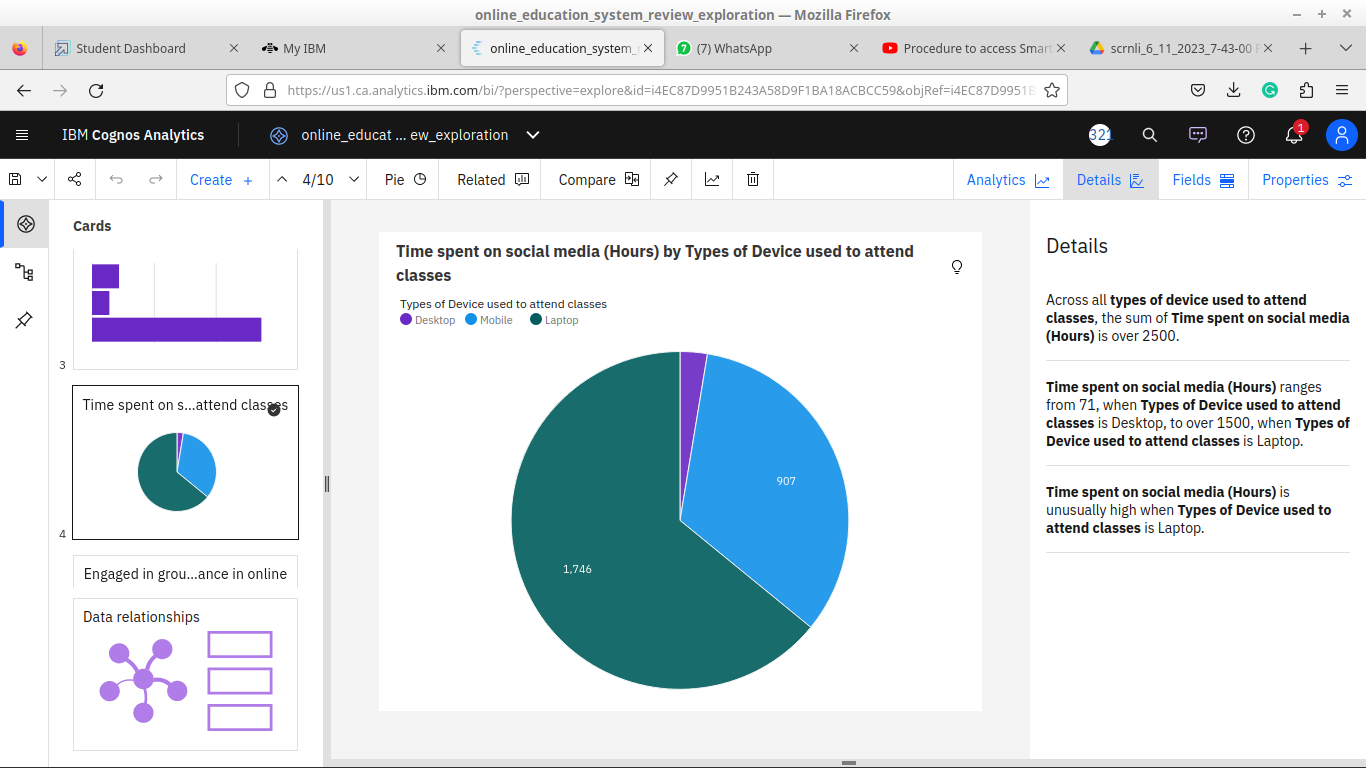 online_education_system_review_exploration — Mozilla Firefox
Student Dashboard
My IBM
online_education_system_
(7) WhatsApp
Procedure to access Smar
scrnli_6_11_2023_7-43-00
https://us1.ca.analytics.ibm.com/bi/?perspective=explore&id=i4EC87D9951B243A58D9F1BA18ACBCC59&objRef=i4EC87D9951B
IBM Cognos Analytics
online_educat ... ew_exploration
321
1
Create +
4/10
Pie
Related
Compare
Analytics
Details
Fields
Properties
Cards
3
Time spent on s...attend classes
4
Engaged in grou...ance in online
Data relationships
Time spent on social media (Hours) by Types of Device used to attend
classes
Types of Device used to attend classes
Desktop
Mobile
Laptop
907
1,746
Details
Across all types of device used to attend
classes, the sum of Time spent on social media
(Hours) is over 2500.
Time spent on social media (Hours) ranges
from 71, when Types of Device used to attend
classes is Desktop, to over 1500, when Types of
Device used to attend classes is Laptop.
Time spent on social media (Hours) is
unusually high when Types of Device used to
attend classes is Laptop.